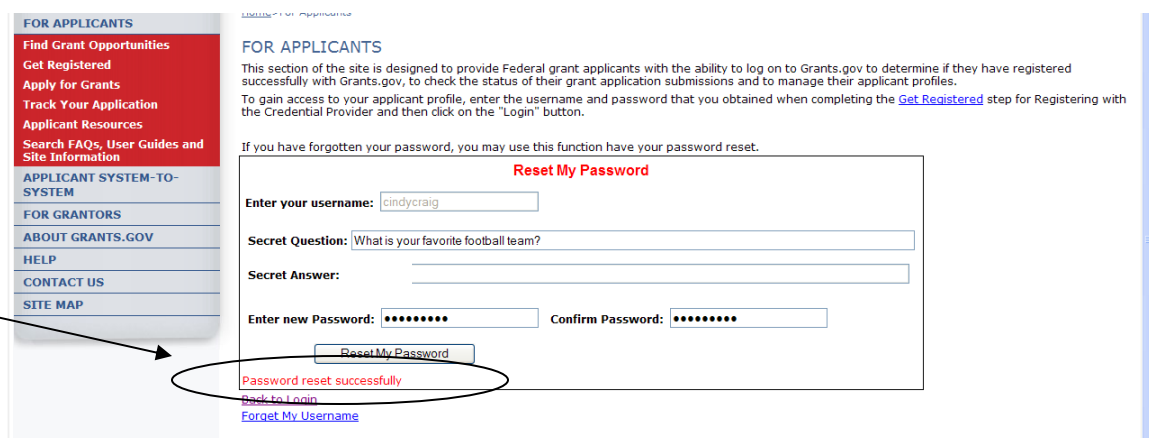 FOR APPLICANTS
Find Grant Opportunities
Get Registered
Apply for Grants
Track Your Application
Applicant Resources
Search FAQs, User Guides and
Site Information
APPLICANT SYSTEM-TO-
SYSTEM
FOR GRANTORS
ABOUT GRANTS.GOV
HELP
CONTACT US
SITE MAP
Home>For Applicants
FOR APPLICANTS
This section of the site is designed to provide Federal grant applicants with the ability to log on to Grants.gov to determine if they have registered
successfully with Grants.gov, to check the status of their grant application submissions and to manage their applicant profiles.
To gain access to your applicant profile, enter the username and password that you obtained when completing the Get Registered step for Registering with
the Credential Provider and then click on the "Login" button.
If you have forgotten your password, you may use this function have your password reset.
Reset My Password
Enter your username: cindycraig
Secret Question: What is your favorite football team?
Secret Answer:
Enter new Password: ••••••••• Confirm Password: •••••••••
Reset My Password
Password reset successfully
Back to Login
Forget My Username